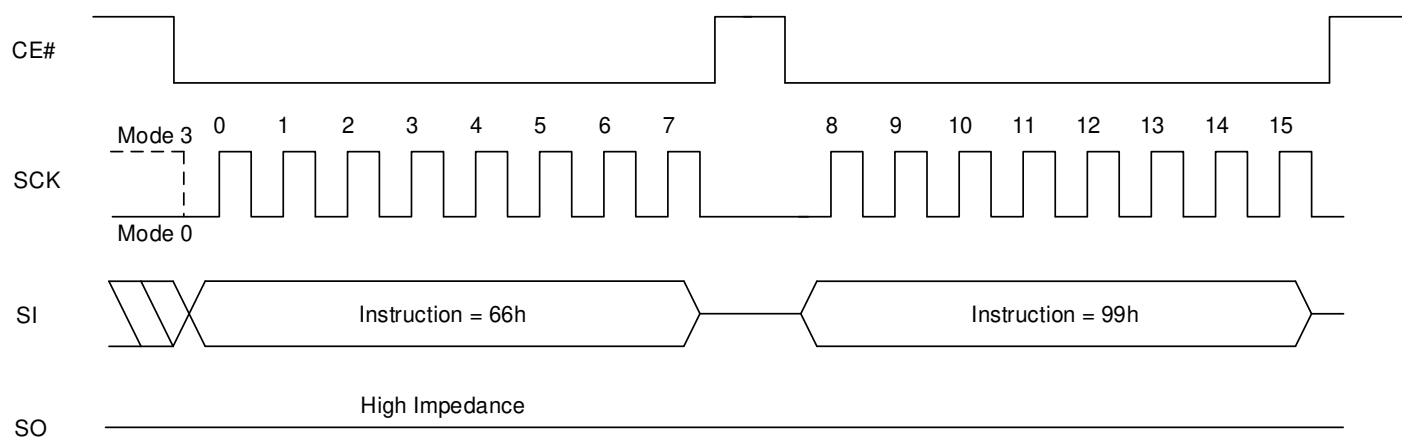 CE#
Mode 3 0 1 2 3 4 5 6 7 8 9 10 11 12 13 14 15
SCK
Mode 0
SI Instruction = 66h Instruction = 99h
High Impedance
SO